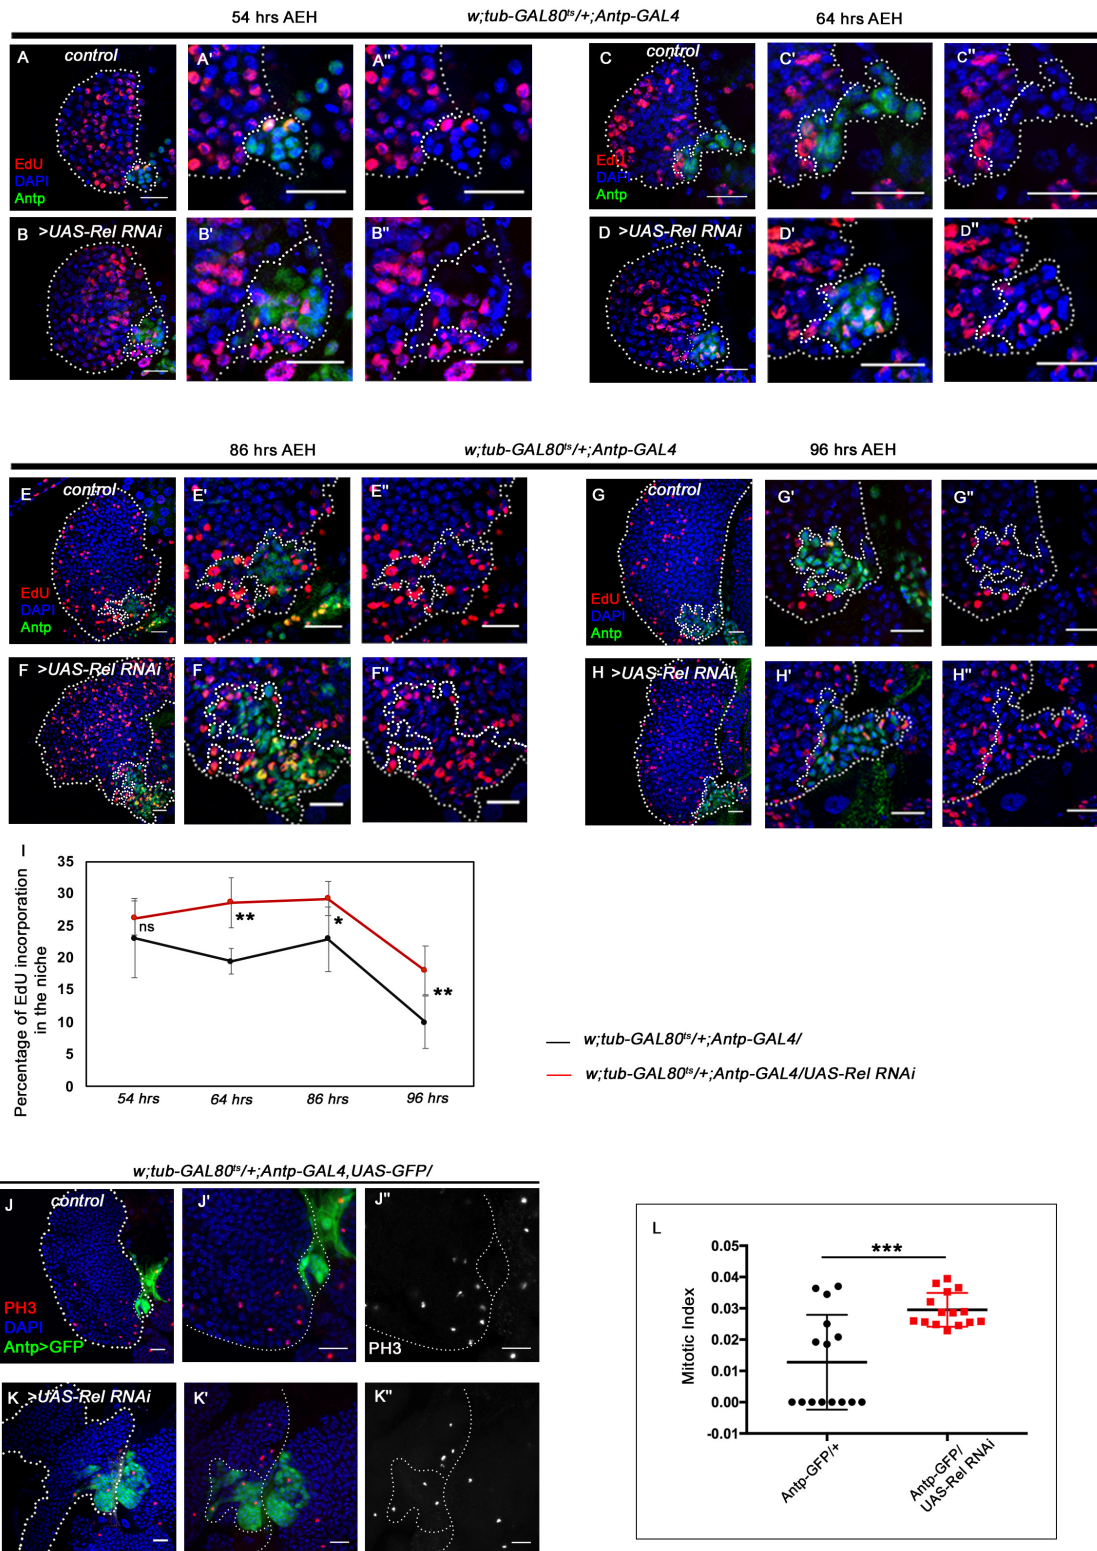 54 hrs AEH
w;tub-GAL80ts/+;Antp-GAL4
64 hrs AEH
A
control
EdU
DAPI
Antp
A'
A"
C
control
EdU
DAPI
Antp
C'
C"
B >UAS-Rel RNAi
B'
B"
D >UAS-Rel RNAi
D'
D"
86 hrs AEH
w;tub-GAL80ts/+;Antp-GAL4
96 hrs AEH
E
control
EdU
DAPI
Antp
E'
E"
G
control
EdU
DAPI
Antp
G'
G"
F >UAS-Rel RNAi
F'
F"
H >UAS-Rel RNAi
H'
H"
I
Percentage of EdU incorporation
in the niche
35
30
25
20
15
10
5
0
ns
**
*
**
54 hrs
64 hrs
86 hrs
96 hrs
w;tub-GAL80ts/+;Antp-GAL4/
w;tub-GAL80ts/+;Antp-GAL4/UAS-Rel RNAi
w;tub-GAL80ts/+;Antp-GAL4,UAS-GFP/
J
control
PH3
DAPI
Antp>GFP
J'
J"
PH3
K >UAS-Rel RNAi
K'
K"
L
Mitotic Index
0.05
0.04
0.03
0.02
0.01
0.00
-0.01
***
Antp-GFP/+
Antp-GFP/
UAS-Rel RNAi